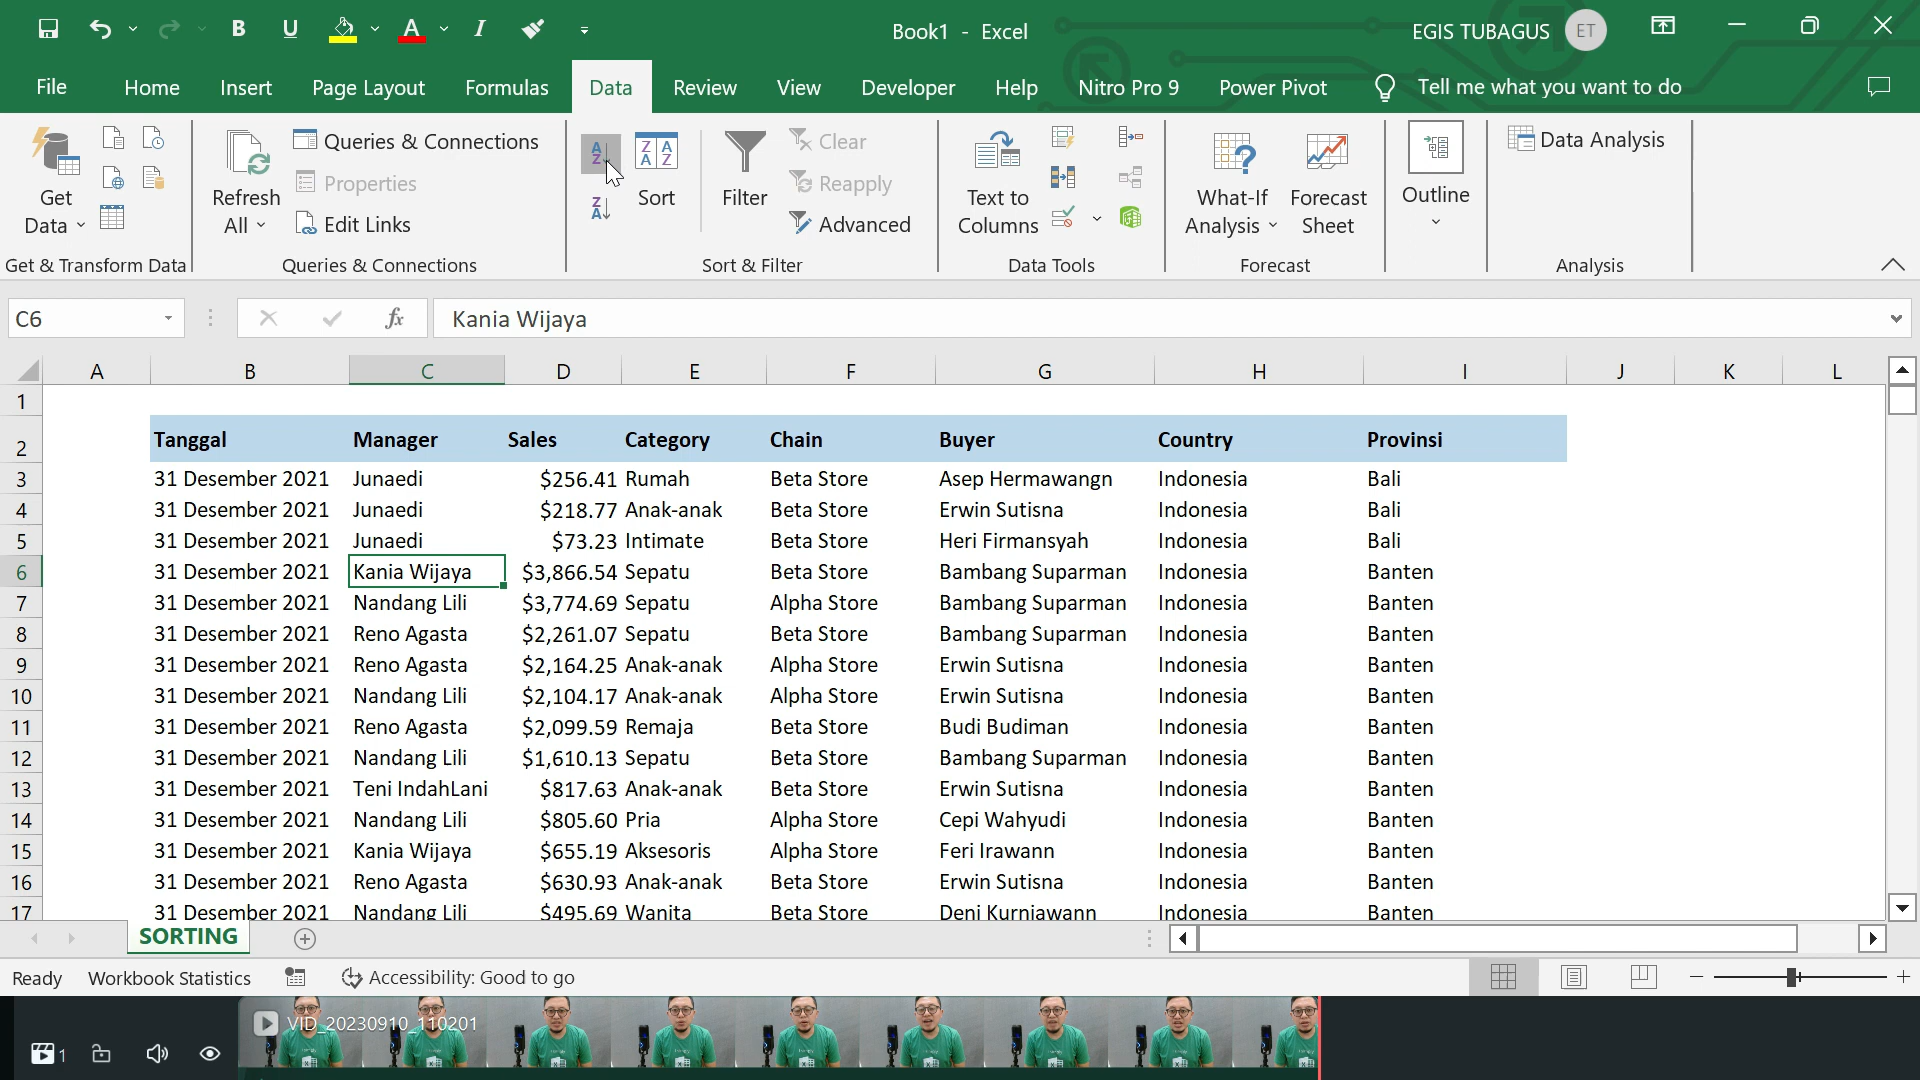 B U A I
Book1 - Excel
EGIS TUBAGUS ET
File Home Insert Page Layout Formulas Data Review View Developer Help Nitro Pro 9 Power Pivot Tell me what you want to do
Get Data
Get & Transform Data
Refresh All
Queries & Connections
Properties
Edit Links
Queries & Connections
Sort
Filter
Clear
Reapply
Advanced
Sort & Filter
Text to Columns
Data Tools
What-If Analysis
Forecast Sheet
Forecast
Outline
Data Analysis
Analysis
C6 fx Kania Wijaya
A B C D E F G H I J K L
1
2 Tanggal Manager Sales Category Chain Buyer Country Provinsi
3 31 Desember 2021 Junaedi $256.41 Rumah Beta Store Asep Hermawangn Indonesia Bali
4 31 Desember 2021 Junaedi $218.77 Anak-anak Beta Store Erwin Sutisna Indonesia Bali
5 31 Desember 2021 Junaedi $73.23 Intimate Beta Store Heri Firmansyah Indonesia Bali
6 31 Desember 2021 Kania Wijaya $3,866.54 Sepatu Beta Store Bambang Suparman Indonesia Banten
7 31 Desember 2021 Nandang Lili $3,774.69 Sepatu Alpha Store Bambang Suparman Indonesia Banten
8 31 Desember 2021 Reno Agasta $2,261.07 Sepatu Beta Store Bambang Suparman Indonesia Banten
9 31 Desember 2021 Reno Agasta $2,164.25 Anak-anak Alpha Store Erwin Sutisna Indonesia Banten
10 31 Desember 2021 Nandang Lili $2,104.17 Anak-anak Alpha Store Erwin Sutisna Indonesia Banten
11 31 Desember 2021 Reno Agasta $2,099.59 Remaja Beta Store Budi Budiman Indonesia Banten
12 31 Desember 2021 Nandang Lili $1,610.13 Sepatu Beta Store Bambang Suparman Indonesia Banten
13 31 Desember 2021 Teni IndahLani $817.63 Anak-anak Beta Store Erwin Sutisna Indonesia Banten
14 31 Desember 2021 Nandang Lili $805.60 Pria Alpha Store Cepi Wahyudi Indonesia Banten
15 31 Desember 2021 Kania Wijaya $655.19 Aksesoris Alpha Store Feri Irawann Indonesia Banten
16 31 Desember 2021 Reno Agasta $630.93 Anak-anak Beta Store Erwin Sutisna Indonesia Banten
17 31 Desember 2021 Nandang Lili $495.69 Wanita Beta Store Deni Kurniawann Indonesia Banten
SORTING
Ready Workbook Statistics Accessibility: Good to go
VID_20230910_110201
1